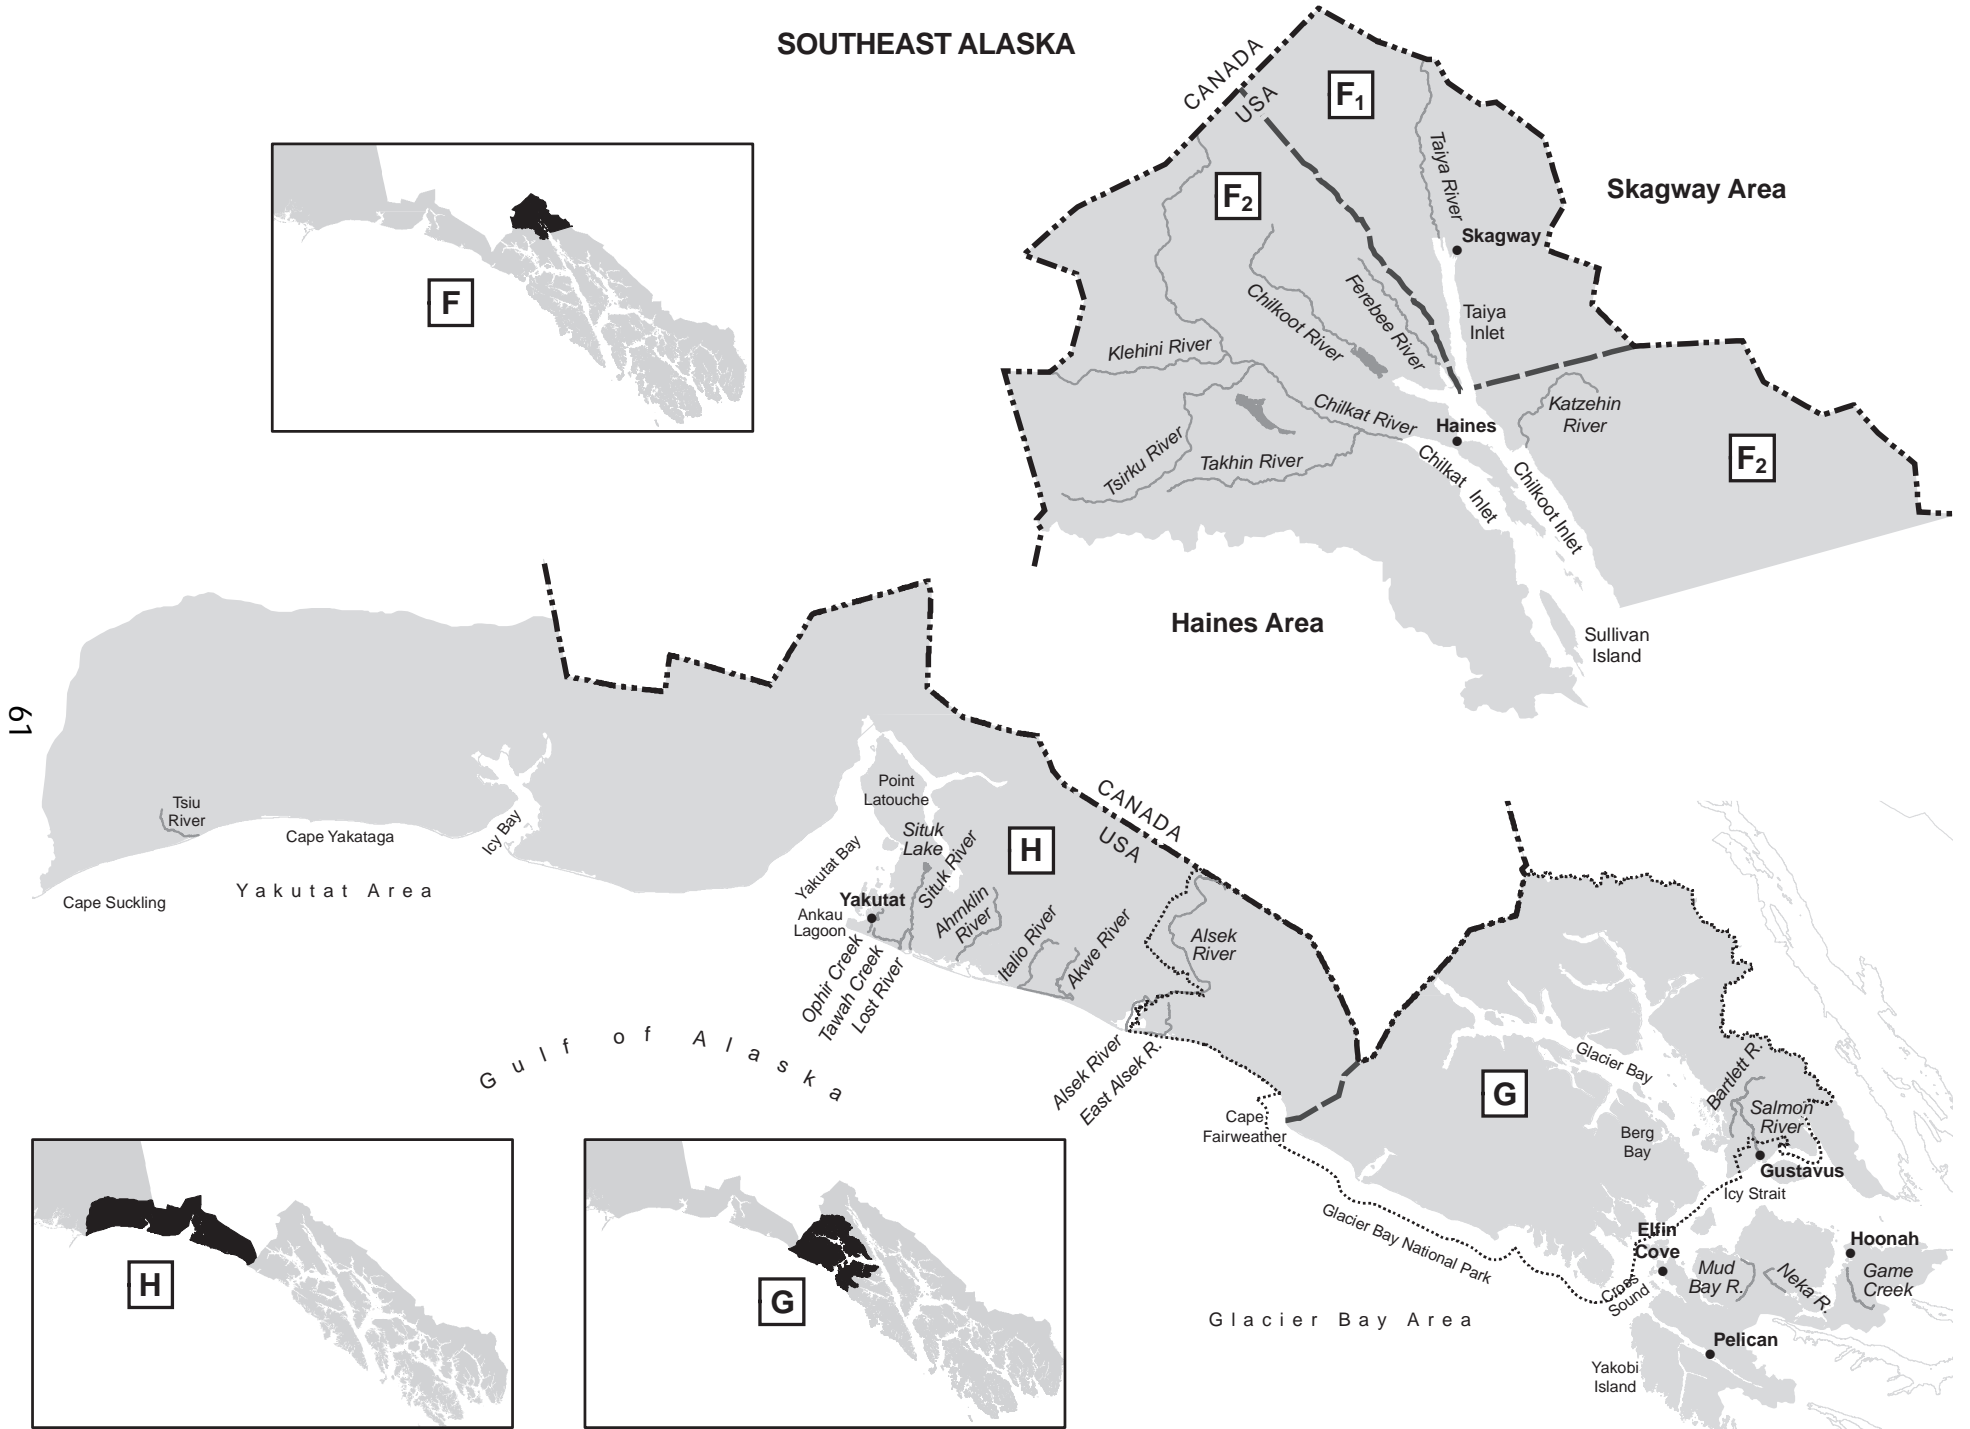 SOUTHEAST ALASKA
CANADA
USA
F1
F2
Taiya River
Skagway Area
Skagway
Taiya
Inlet
Ferebee River
Chilkoot River
Klehini River
Chilkat River
Haines
Katzehin
River
F2
Tsirku River
Takhin River
Chilkat Inlet
Chilkoot Inlet
Haines Area
Sullivan
Island
F
61
Tsiu
River
Cape Yakataga
Icy Bay
Cape Suckling
Yakutat Area
Point
Latouche
Yakutat Bay
Situk
Lake
Situk River
H
CANADA
USA
Yakutat
Ankau
Lagoon
Ahrnklin
River
Italio River
Akwe River
Alsek
River
Ophir Creek
Tawah Creek
Lost River
Gulf of Alaska
Alsek River
East Alsek R.
Cape
Fairweather
G
Glacier Bay
Bartlett R.
Salmon
River
Berg
Bay
Gustavus
Icy Strait
Glacier Bay National Park
Elfin
Cove
Cross
Sound
Mud
Bay R.
Neka R.
Hoonah
Game
Creek
Glacier Bay Area
Pelican
Yakobi
Island
H
G